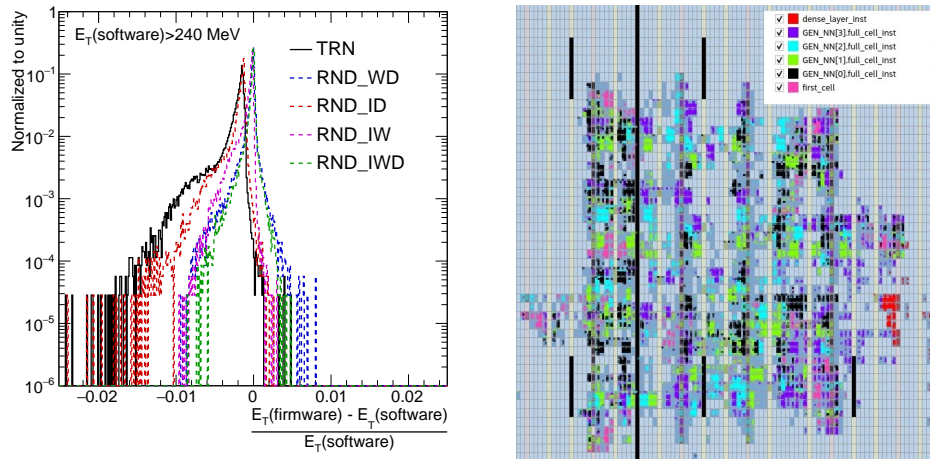 Normalized to unity
E_T(software)>240 MeV
TRN
RND_WD
RND_ID
RND_IW
RND_IWD
10^−1
10^−2
10^−3
10^−4
10^−5
10^−6
−0.02 −0.01 0 0.01 0.02
E_T(firmware) - E_T(software)
E_T(software)
dense_layer_inst
GEN_NN[3].full_cell_inst
GEN_NN[2].full_cell_inst
GEN_NN[1].full_cell_inst
GEN_NN[0].full_cell_inst
first_cell